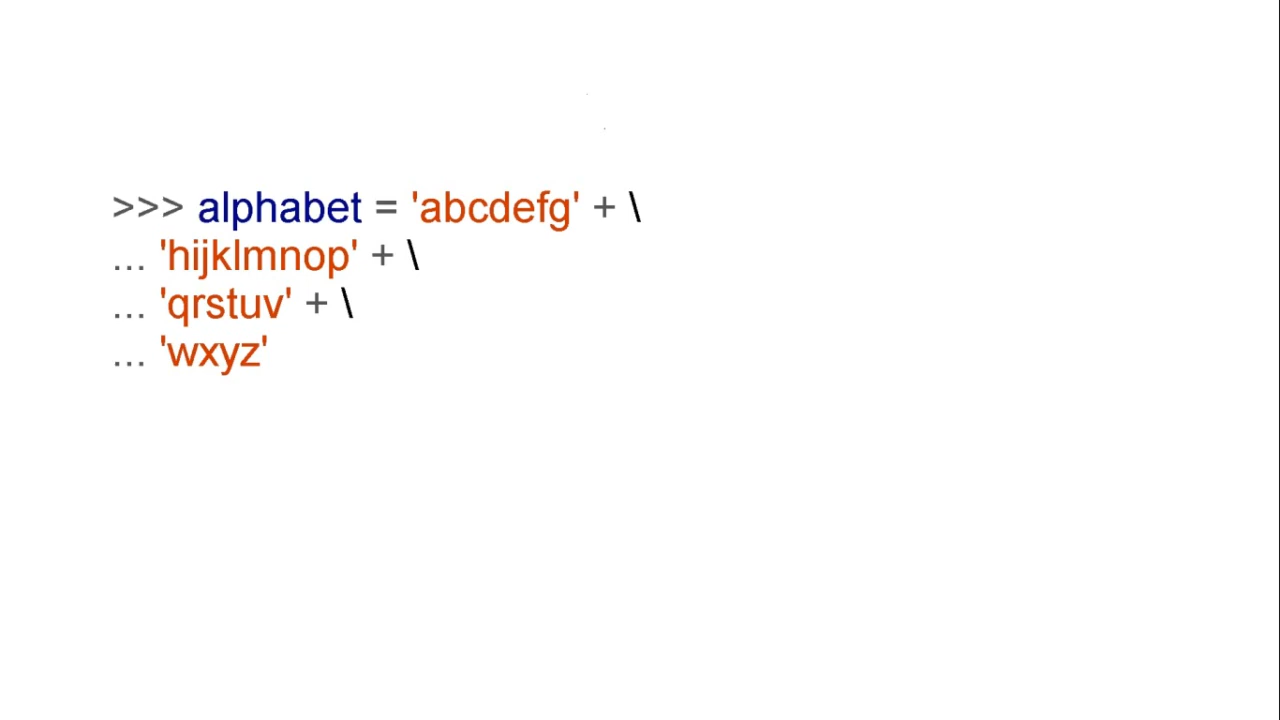 >>> alphabet = 'abcdefg' + \
... 'hijklmnop' + \
... 'qrstuv' + \
... 'wxyz'